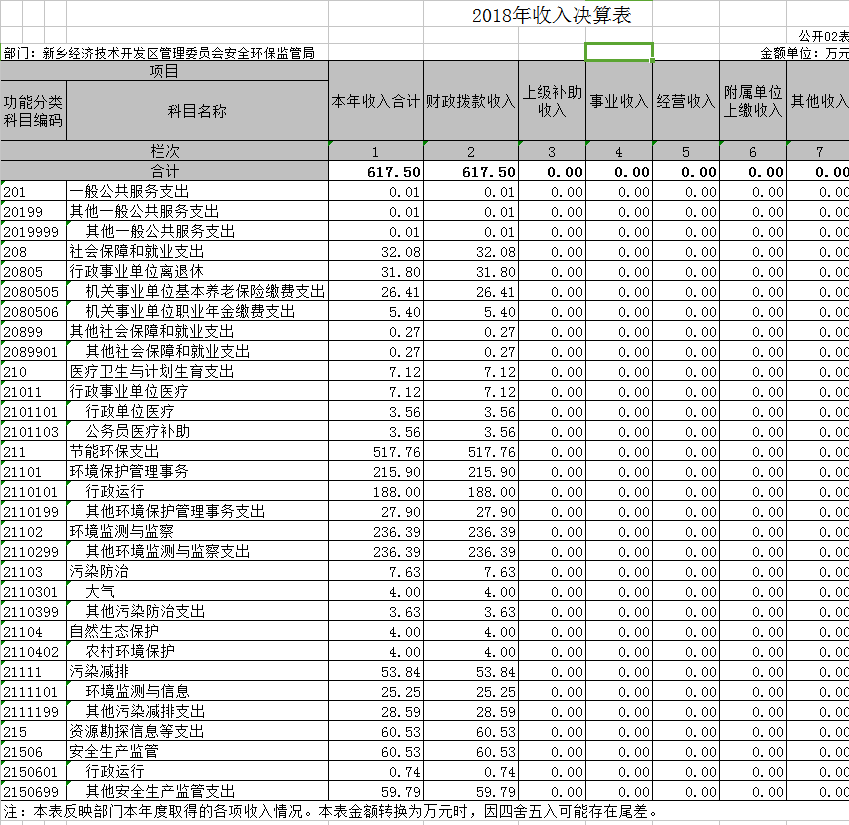 2018年收入决算表
公开02表
部门：新乡经济技术开发区管理委员会安全环保监管局 金额单位：万元
项目 本年收入合计 财政拨款收入 上级补助收入 事业收入 经营收入 附属单位上缴收入 其他收入
功能分类科目编码 科目名称
栏次 1 2 3 4 5 6 7
合计 617.50 617.50 0.00 0.00 0.00 0.00 0.00
201 一般公共服务支出 0.01 0.01 0.00 0.00 0.00 0.00 0.00
20199 其他一般公共服务支出 0.01 0.01 0.00 0.00 0.00 0.00 0.00
2019999 其他一般公共服务支出 0.01 0.01 0.00 0.00 0.00 0.00 0.00
208 社会保障和就业支出 32.08 32.08 0.00 0.00 0.00 0.00 0.00
20805 行政事业单位离退休 31.80 31.80 0.00 0.00 0.00 0.00 0.00
2080505 机关事业单位基本养老保险缴费支出 26.41 26.41 0.00 0.00 0.00 0.00 0.00
2080506 机关事业单位职业年金缴费支出 5.40 5.40 0.00 0.00 0.00 0.00 0.00
20899 其他社会保障和就业支出 0.27 0.27 0.00 0.00 0.00 0.00 0.00
2089901 其他社会保障和就业支出 0.27 0.27 0.00 0.00 0.00 0.00 0.00
210 医疗卫生与计划生育支出 7.12 7.12 0.00 0.00 0.00 0.00 0.00
21011 行政事业单位医疗 7.12 7.12 0.00 0.00 0.00 0.00 0.00
2101101 行政单位医疗 3.56 3.56 0.00 0.00 0.00 0.00 0.00
2101103 公务员医疗补助 3.56 3.56 0.00 0.00 0.00 0.00 0.00
211 节能环保支出 517.76 517.76 0.00 0.00 0.00 0.00 0.00
21101 环境保护管理事务 215.90 215.90 0.00 0.00 0.00 0.00 0.00
2110101 行政运行 188.00 188.00 0.00 0.00 0.00 0.00 0.00
2110199 其他环境保护管理事务支出 27.90 27.90 0.00 0.00 0.00 0.00 0.00
21102 环境监测与监察 236.39 236.39 0.00 0.00 0.00 0.00 0.00
2110299 其他环境监测与监察支出 236.39 236.39 0.00 0.00 0.00 0.00 0.00
21103 污染防治 7.63 7.63 0.00 0.00 0.00 0.00 0.00
2110301 大气 4.00 4.00 0.00 0.00 0.00 0.00 0.00
2110399 其他污染防治支出 3.63 3.63 0.00 0.00 0.00 0.00 0.00
21104 自然生态保护 4.00 4.00 0.00 0.00 0.00 0.00 0.00
2110402 农村环境保护 4.00 4.00 0.00 0.00 0.00 0.00 0.00
21111 污染减排 53.84 53.84 0.00 0.00 0.00 0.00 0.00
2111101 环境监测与信息 25.25 25.25 0.00 0.00 0.00 0.00 0.00
2111199 其他污染减排支出 28.59 28.59 0.00 0.00 0.00 0.00 0.00
215 资源勘探信息等支出 60.53 60.53 0.00 0.00 0.00 0.00 0.00
21506 安全生产监管 60.53 60.53 0.00 0.00 0.00 0.00 0.00
2150601 行政运行 0.74 0.74 0.00 0.00 0.00 0.00 0.00
2150699 其他安全生产监管支出 59.79 59.79 0.00 0.00 0.00 0.00 0.00
注：本表反映部门本年度取得的各项收入情况。本表金额转换为万元时，因四舍五入可能存在尾差。